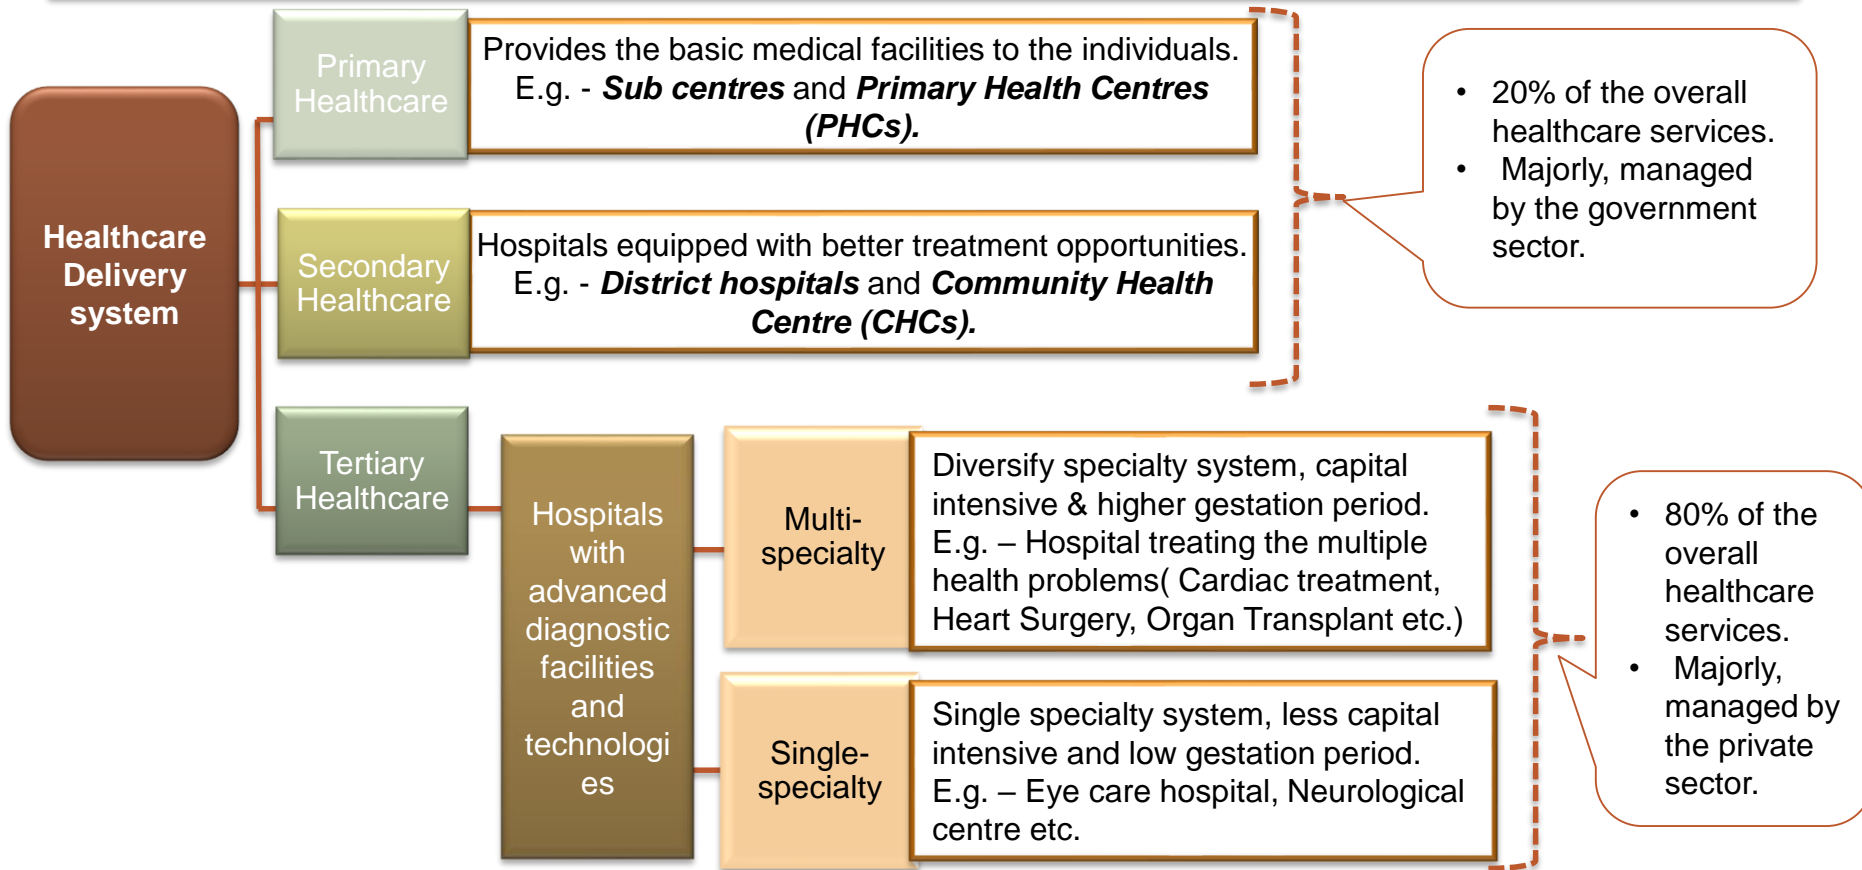 Healthcare
Delivery
system
Primary
Healthcare
Provides the basic medical facilities to the individuals.
E.g. - Sub centres and Primary Health Centres
(PHCs).
Secondary
Healthcare
Hospitals equipped with better treatment opportunities.
E.g. - District hospitals and Community Health
Centre (CHCs).
• 20% of the overall
healthcare services.
• Majorly, managed
by the government
sector.
Tertiary
Healthcare
Hospitals
with
advanced
diagnostic
facilities
and
technologi
es
Multi-
specialty
Diversify specialty system, capital
intensive & higher gestation period.
E.g. – Hospital treating the multiple
health problems( Cardiac treatment,
Heart Surgery, Organ Transplant etc.)
Single-
specialty
Single specialty system, less capital
intensive and low gestation period.
E.g. – Eye care hospital, Neurological
centre etc.
• 80% of the
overall
healthcare
services.
• Majorly,
managed by
the private
sector.